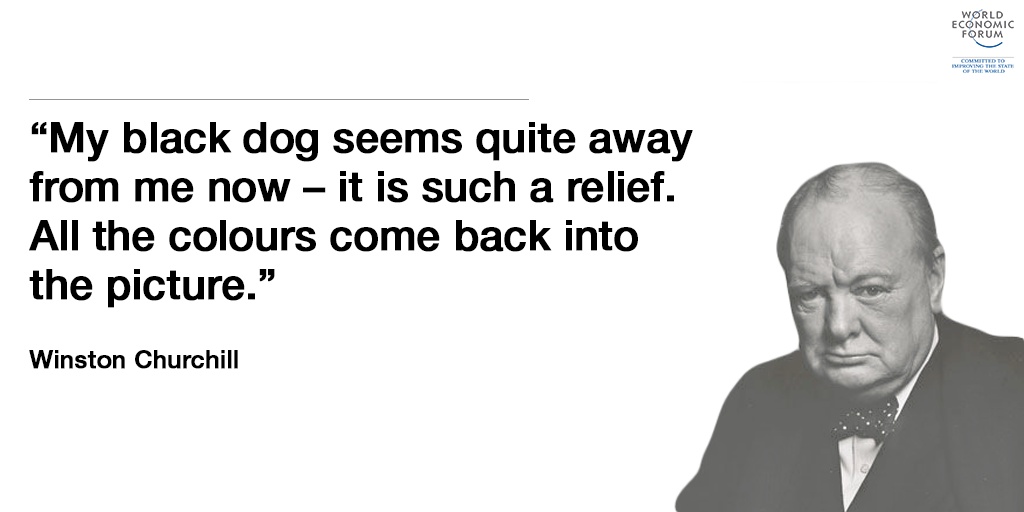 WORLD
ECONOMIC
FORUM
COMMITTED TO
IMPROVING THE STATE
OF THE WORLD
“My black dog seems quite away
from me now – it is such a relief.
All the colours come back into
the picture.”
Winston Churchill